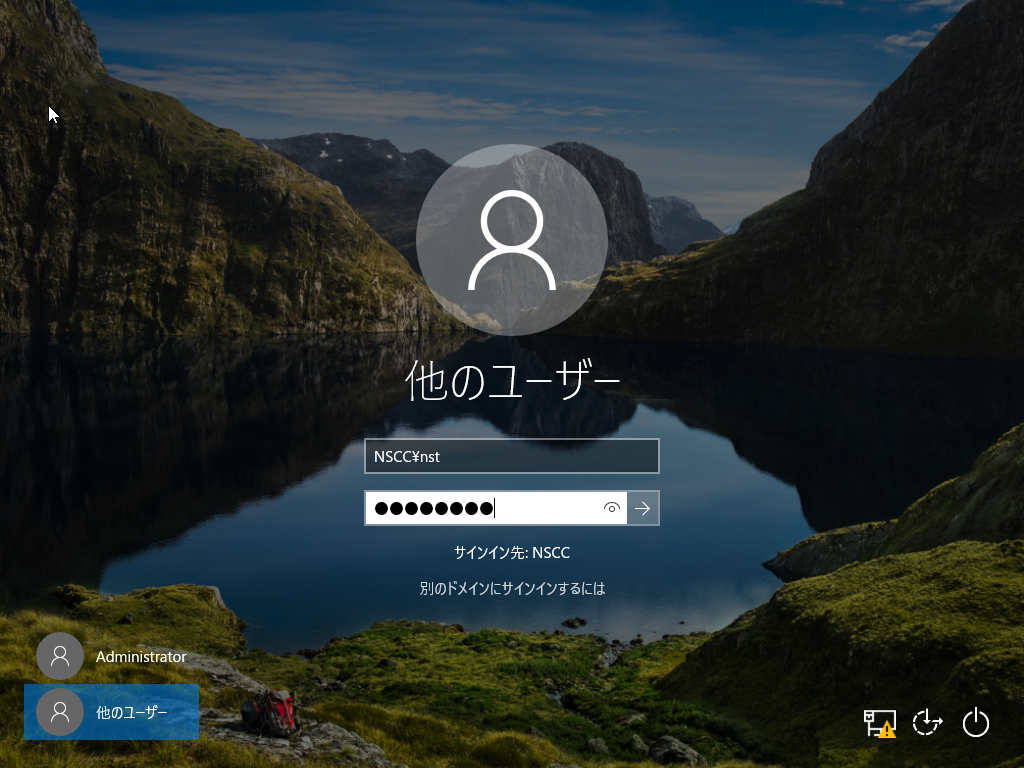 他のユーザー
NSCC¥nst
サインイン先: NSCC
別のドメインにサインインするには
Administrator
他のユーザー